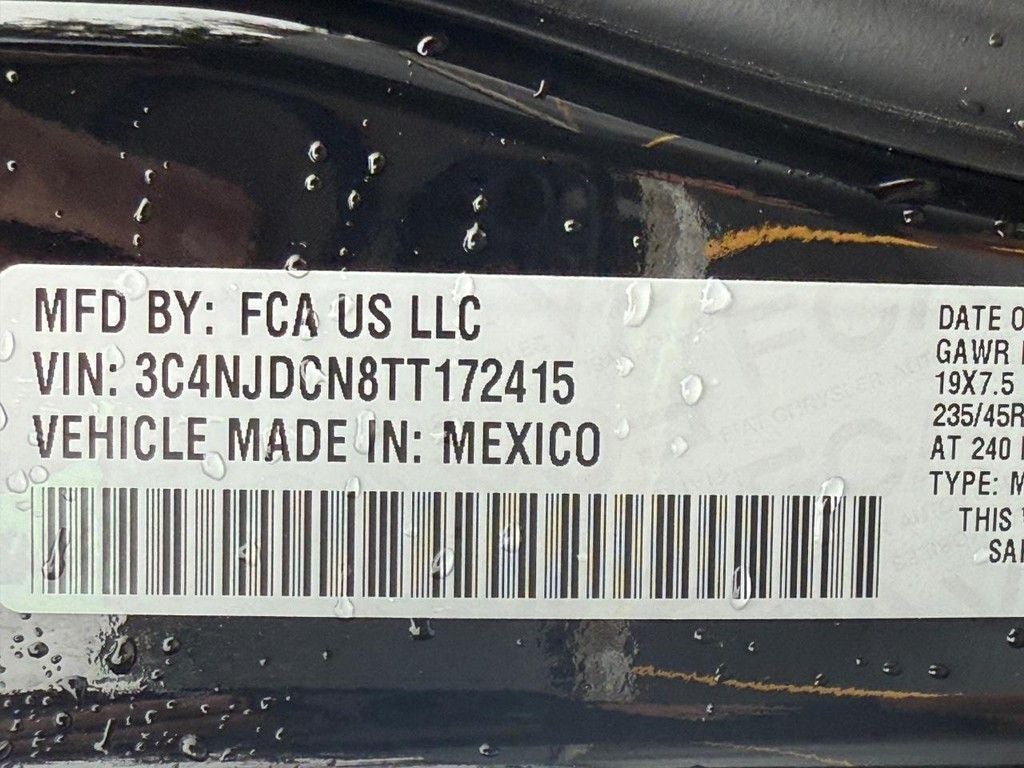 MFD BY: FCA US LLC
VIN: 3C4NJDCN8TT172415
VEHICLE MADE IN: MEXICO
DATE O
GAWR
19X7.5
235/45R
AT 240
TYPE: M
THIS
SA